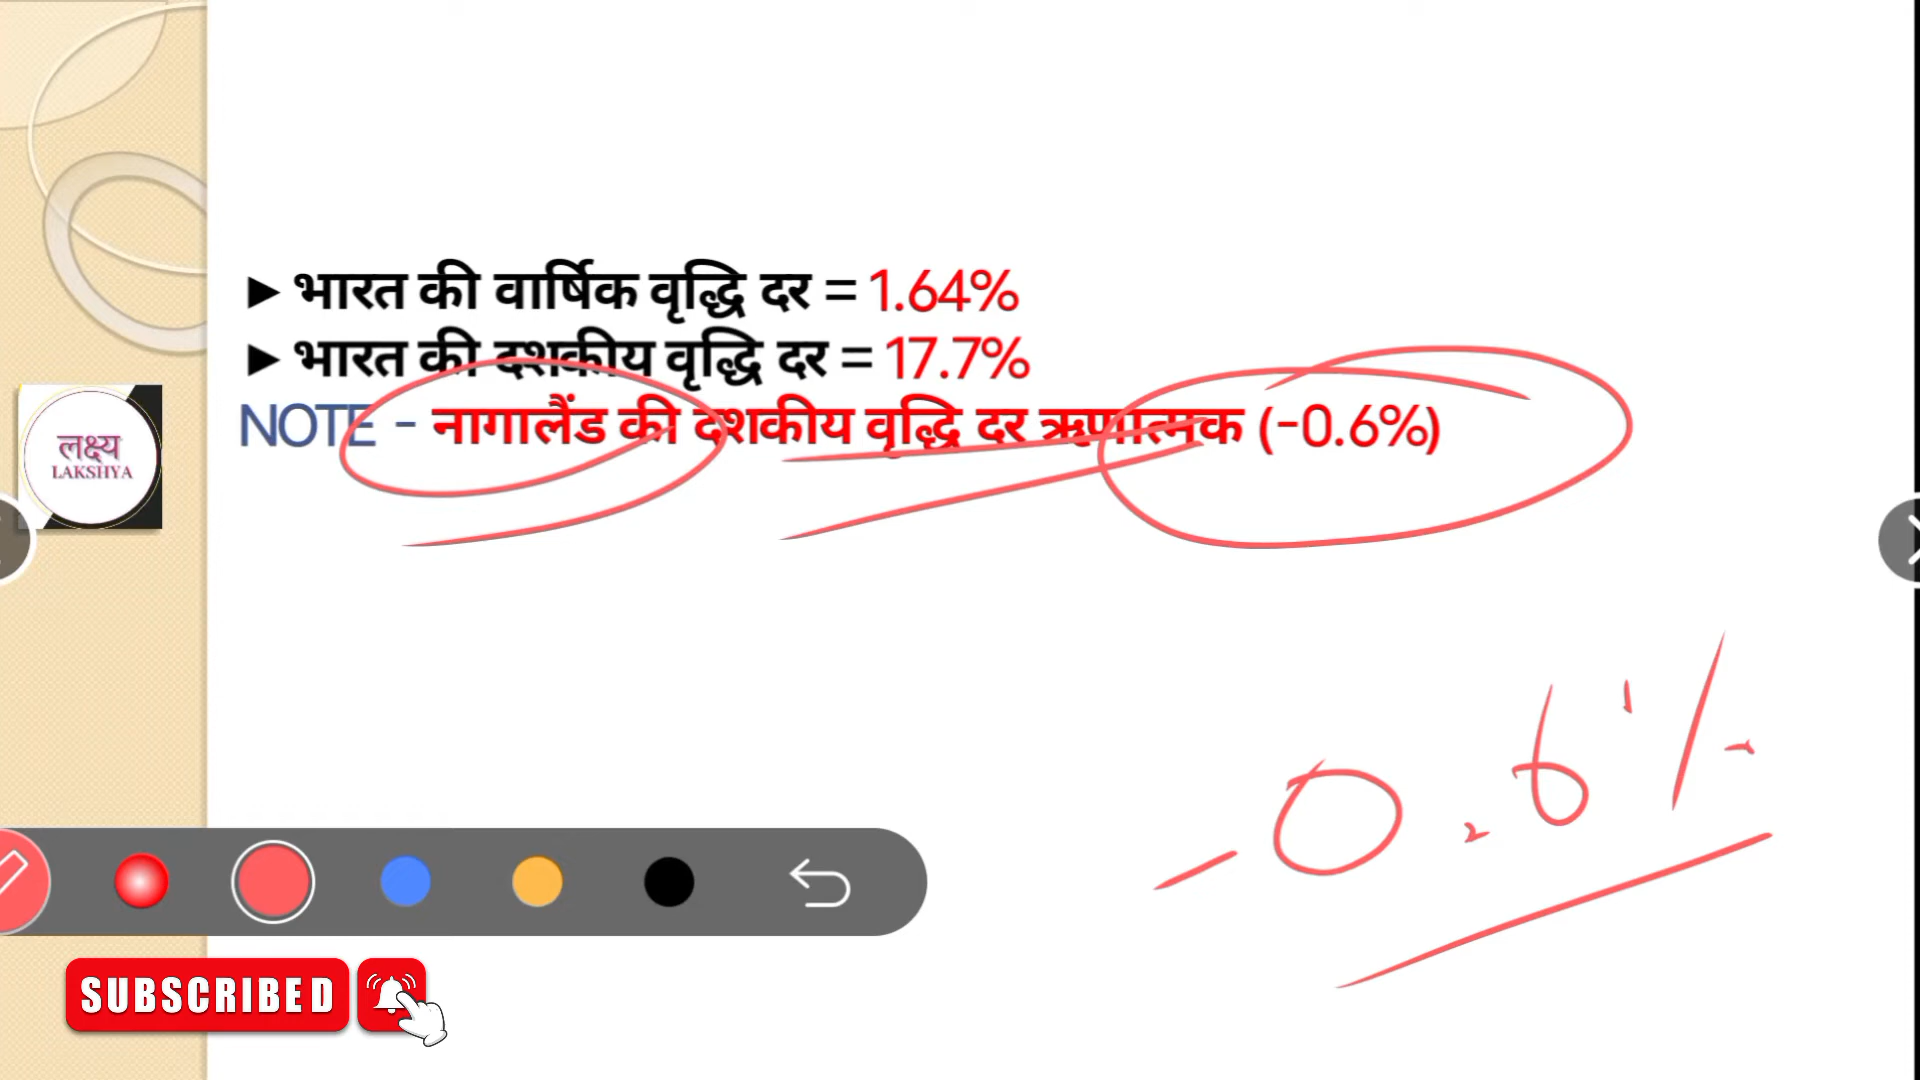 ► भारत की वार्षिक वृद्धि दर = 1.64%
► भारत की दशकीय वृद्धि दर = 17.7%
NOTE - नागालैंड की दशकीय वृद्धि दर ऋणात्मक (-0.6%)
लक्ष्य
LAKSHYA
-0.6%
SUBSCRIBED